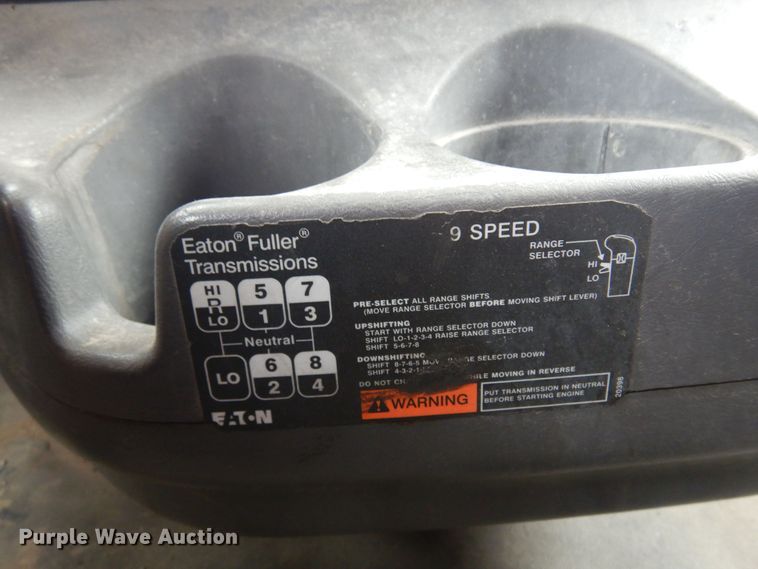 Eaton® Fuller®
Transmissions
9 SPEED
RANGE
SELECTOR
HI
LO
HI
R
LO
5
1
7
3
Neutral
LO
6
2
8
4
EATON
PRE-SELECT ALL RANGE SHIFTS
(MOVE RANGE SELECTOR BEFORE MOVING SHIFT LEVER)
UPSHIFTING
START WITH RANGE SELECTOR DOWN
SHIFT LO-1-2-3-4 RAISE RANGE SELECTOR
SHIFT 5-6-7-8
DOWNSHIFTING
SHIFT 8-7-6-5 MOVE RANGE SELECTOR DOWN
SHIFT 4-3-2-1-
DO NOT WHILE MOVING IN REVERSE
WARNING
PUT TRANSMISSION IN NEUTRAL
BEFORE STARTING ENGINE
20398
Purple Wave Auction